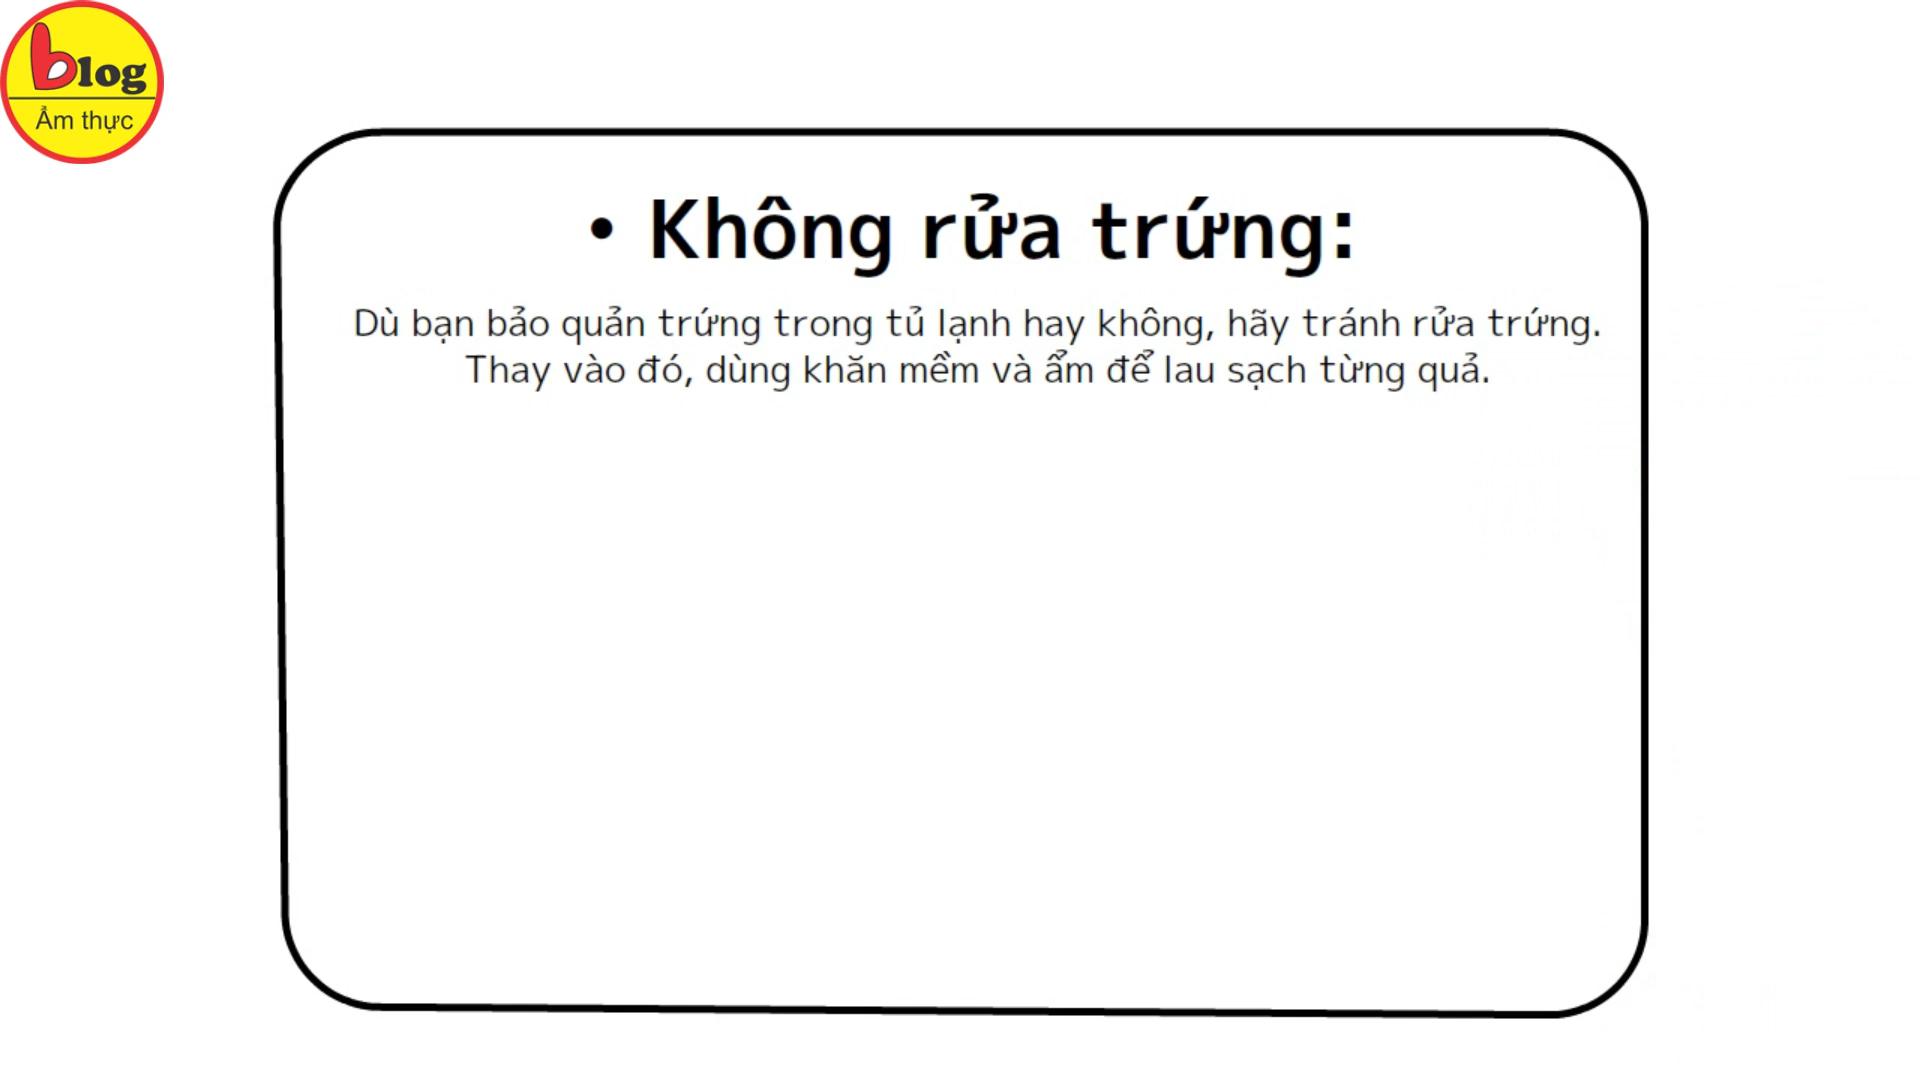 blog
Ẩm thực
• Không rửa trứng:
Dù bạn bảo quản trứng trong tủ lạnh hay không, hãy tránh rửa trứng.
Thay vào đó, dùng khăn mềm và ẩm để lau sạch từng quả.